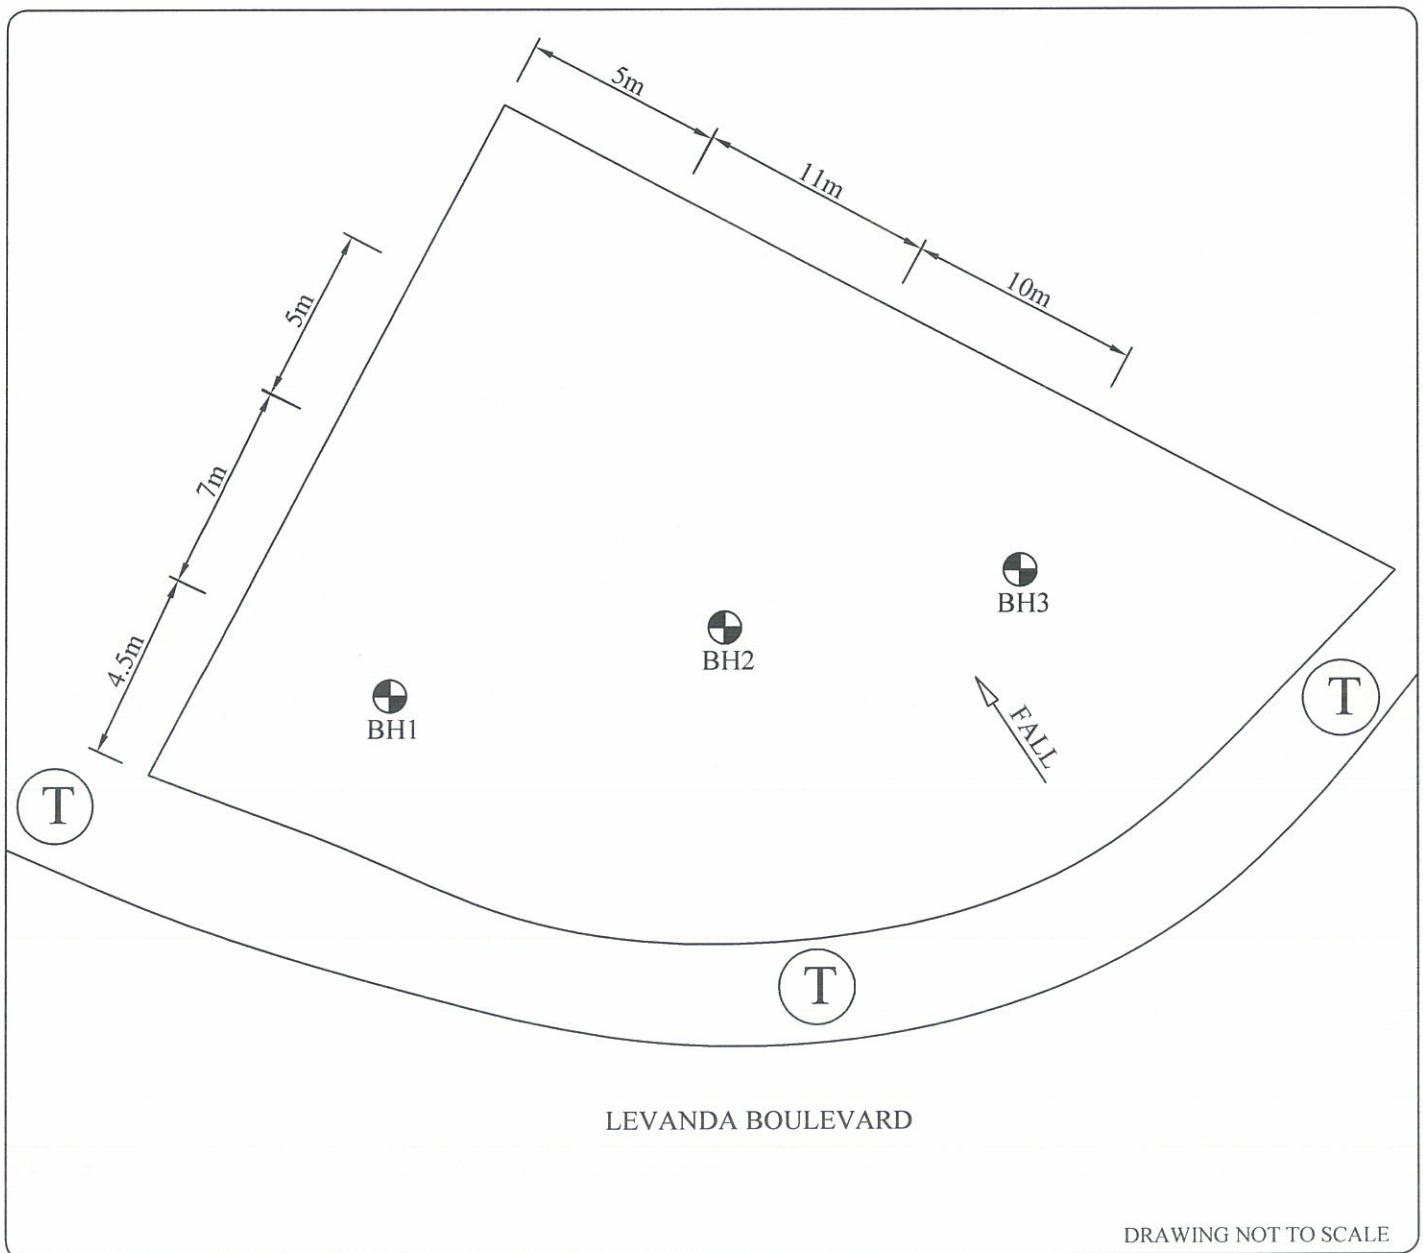 5m
11m
10m
5m
7m
4.5m
BH3
BH2
BH1
FALL
T
T
T
LEVANDA BOULEVARD
DRAWING NOT TO SCALE